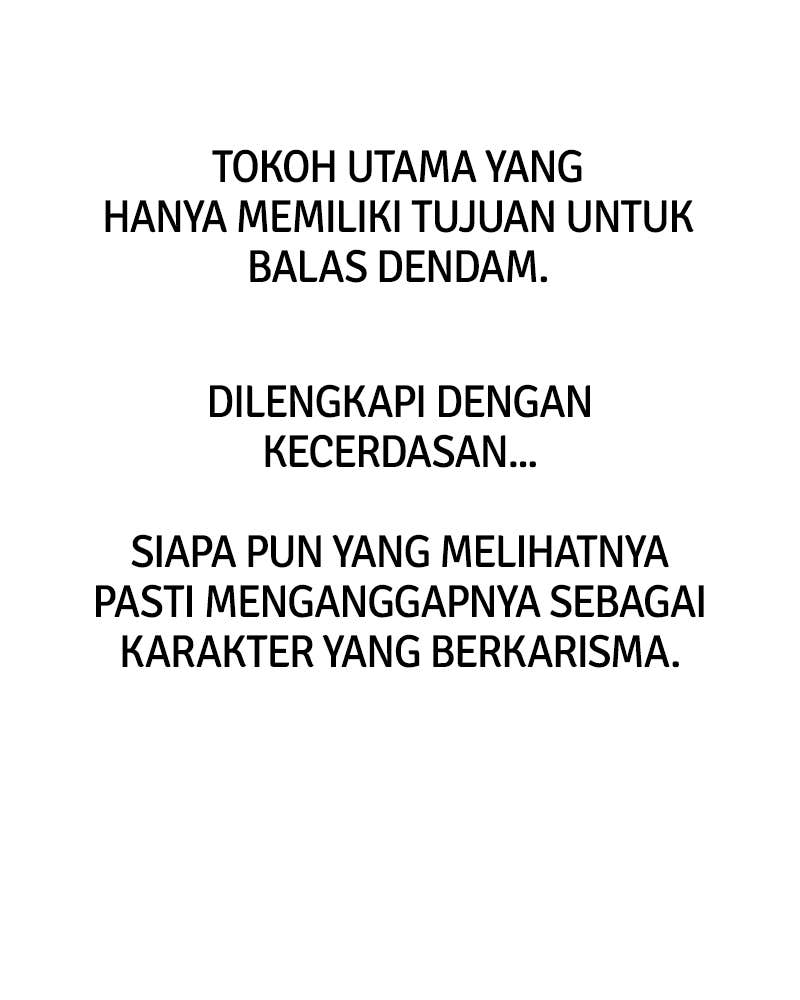 TOKOH UTAMA YANG
HANYA MEMILIKI TUJUAN UNTUK
BALAS DENDAM.
DILENGKAPI DENGAN
KECERDASAN...
SIAPA PUN YANG MELIHATNYA
PASTI MENGANGGAPNYA SEBAGAI
KARAKTER YANG BERKARISMA.